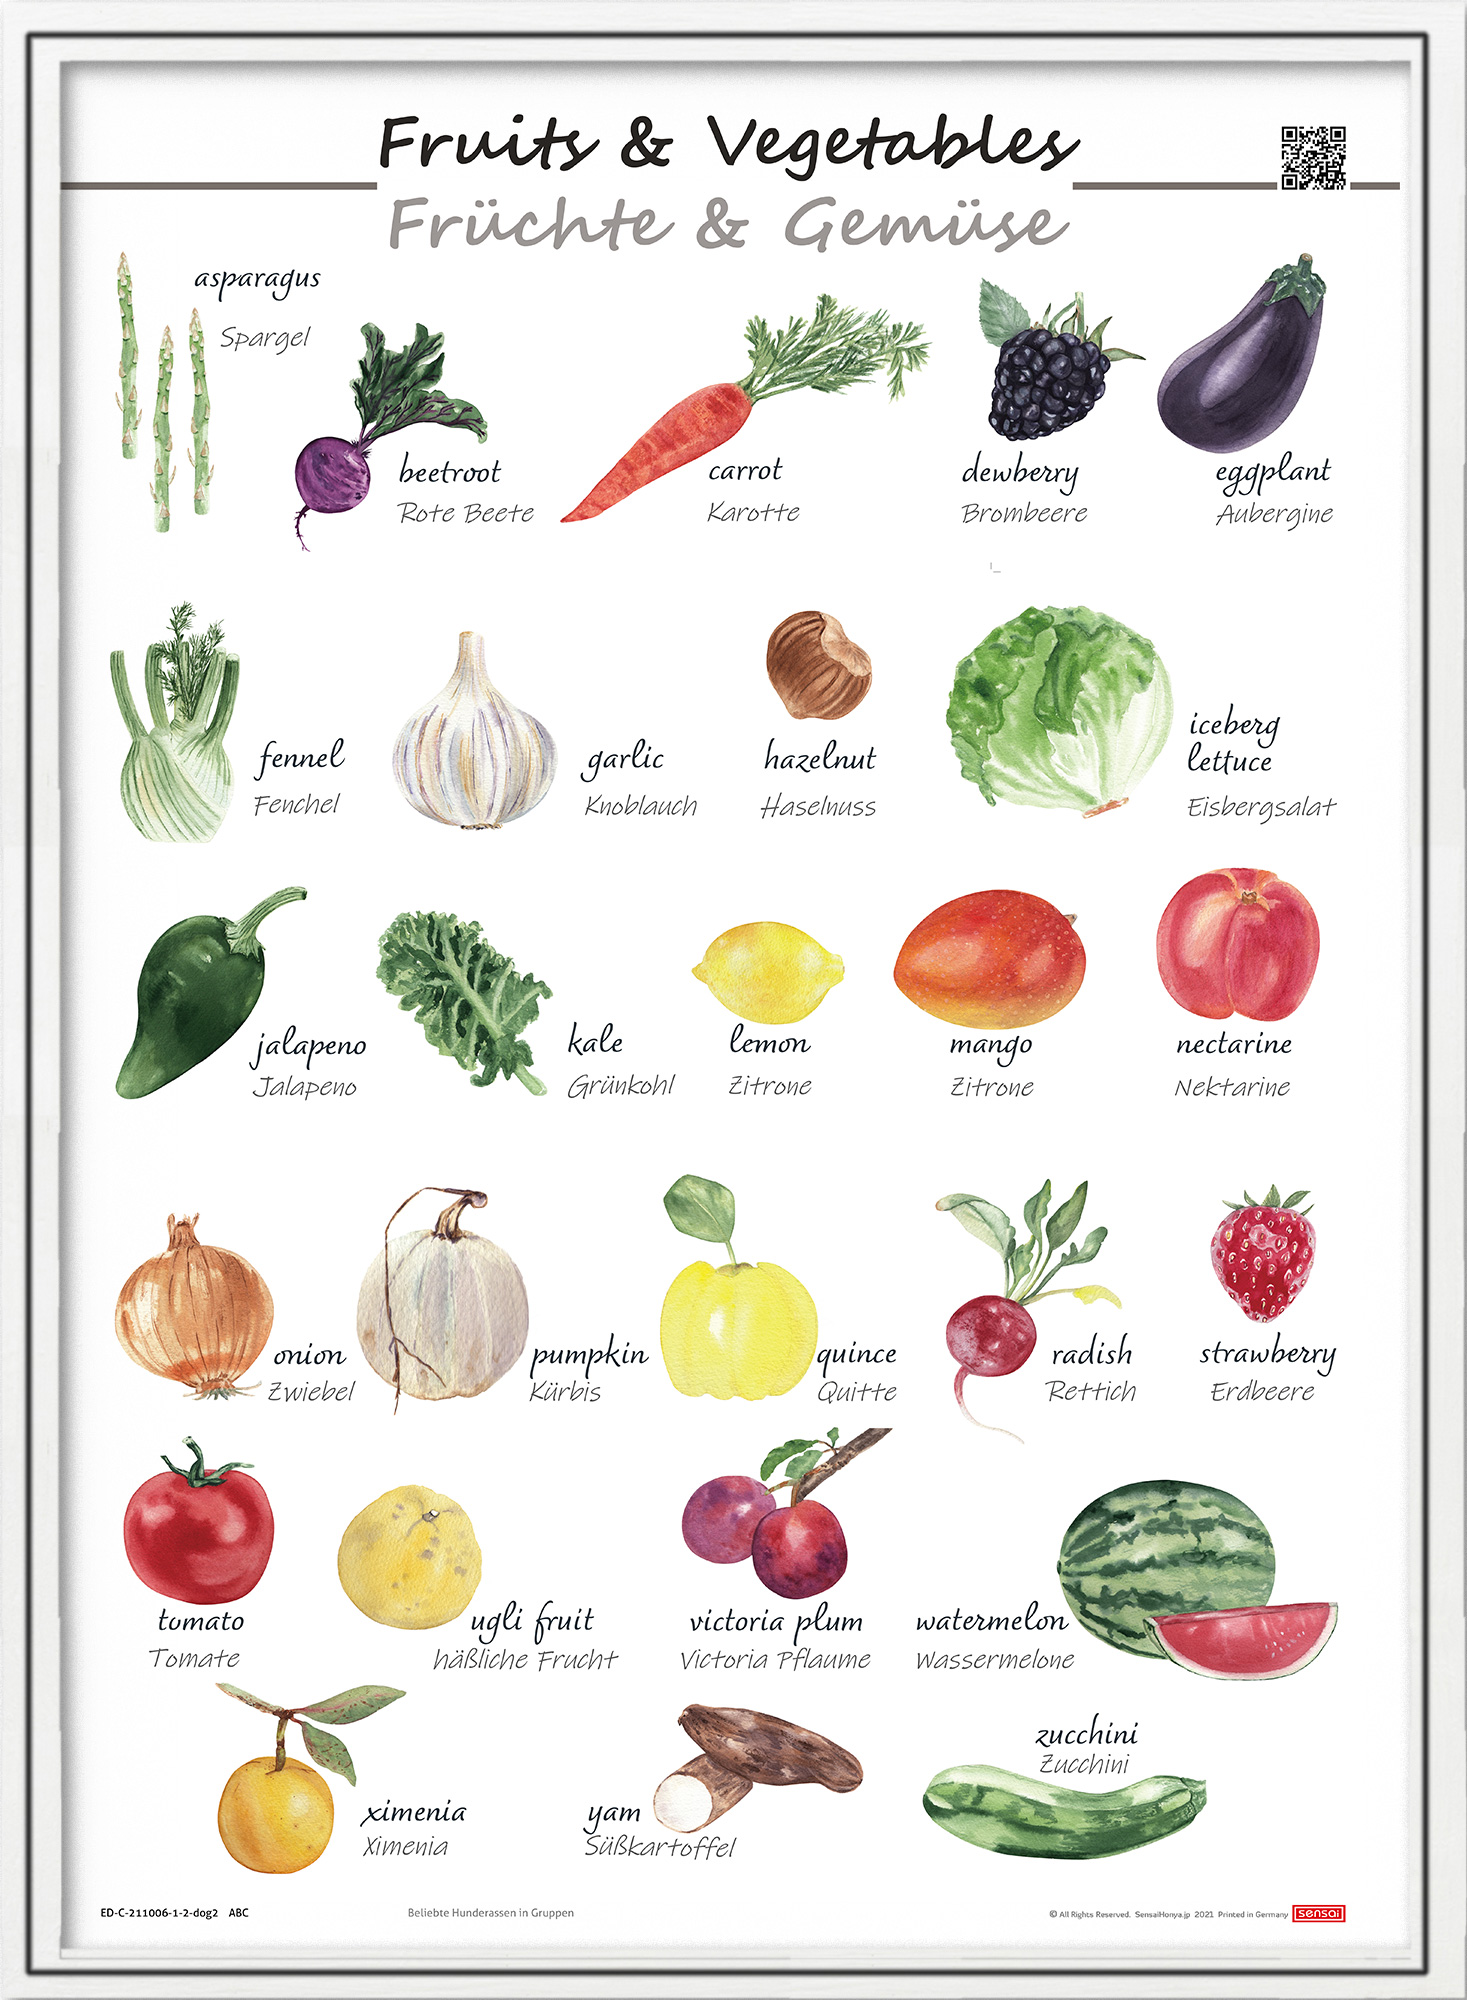 Fruits & Vegetables
Früchte & Gemüse
asparagus
Spargel
beetroot
Rote Beete
carrot
Karotte
dewberry
Brombeere
eggplant
Aubergine
fennel
Fenchel
garlic
Knoblauch
hazelnut
Haselnuss
iceberg
lettuce
Eisbergsalat
jalapeno
Jalapeno
kale
Grünkohl
lemon
Zitrone
mango
Zitrone
nectarine
Nektarine
onion
Zwiebel
pumpkin
Kürbis
quince
Quitte
radish
Rettich
strawberry
Erdbeere
tomato
Tomate
ugli fruit
häßliche Frucht
victoria plum
Victoria Pflaume
watermelon
Wassermelone
ximenia
Ximenia
yam
Süßkartoffel
zucchini
Zucchini
ED-C-211006-1-2-dog2 ABC
Beliebte Hunderassen in Gruppen
© All Rights Reserved. SensaiHonya.jp 2021 Printed in Germany
sensai